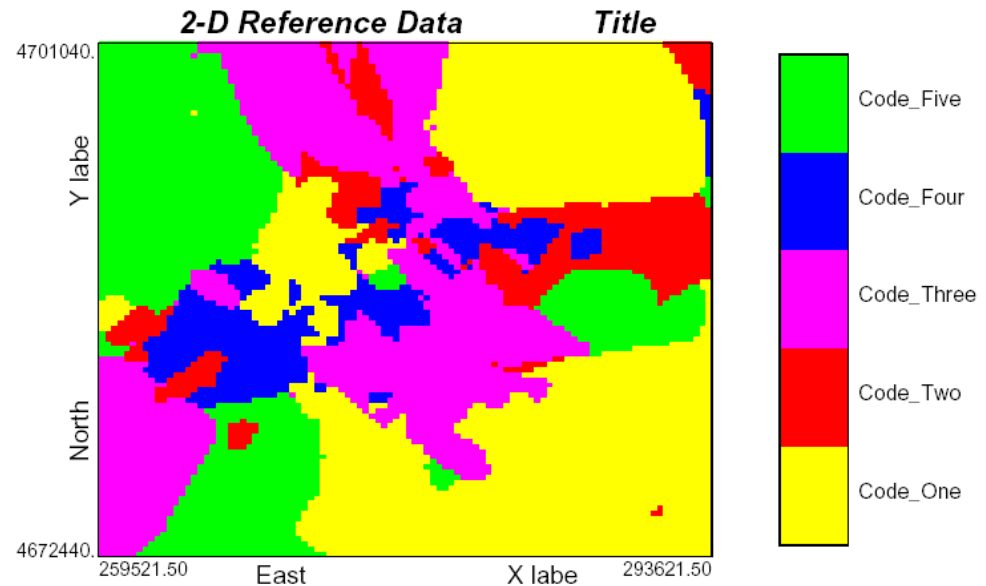 2-D Reference Data Title
4701040.
Y labe
North
4672440.
259521.50
East
X labe
293621.50
Code_Five
Code_Four
Code_Three
Code_Two
Code_One